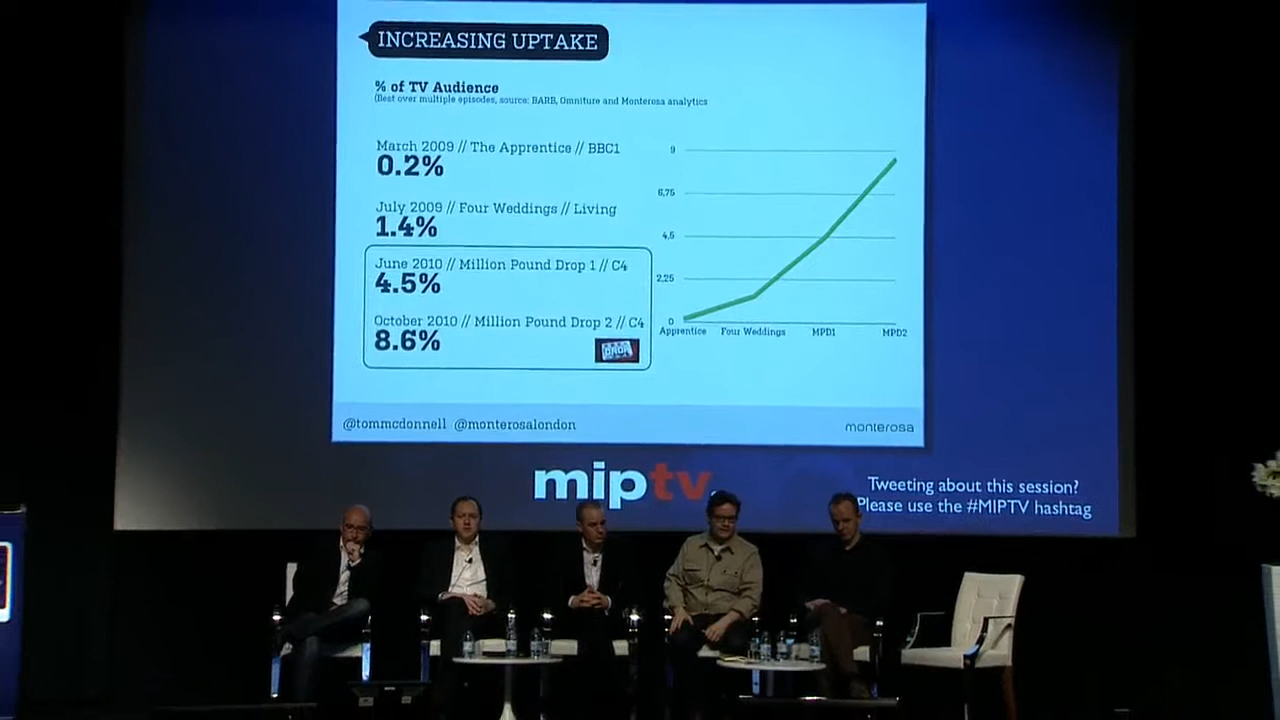 INCREASING UPTAKE
% of TV Audience
(Best over multiple episodes, source: BARB, Omniture and Monterosa analytics
March 2009 // The Apprentice // BBC1
0.2%
July 2009 // Four Weddings // Living
1.4%
June 2010 // Million Pound Drop 1 // C4
4.5%
October 2010 // Million Pound Drop 2 // C4
8.6%
DROP
9
6,75
4,5
2,25
0
Apprentice Four Weddings MPD1 MPD2
@tommcdonnell @monterosalondon
monterosa
miptv
Tweeting about this session?
Please use the #MIPTV hashtag